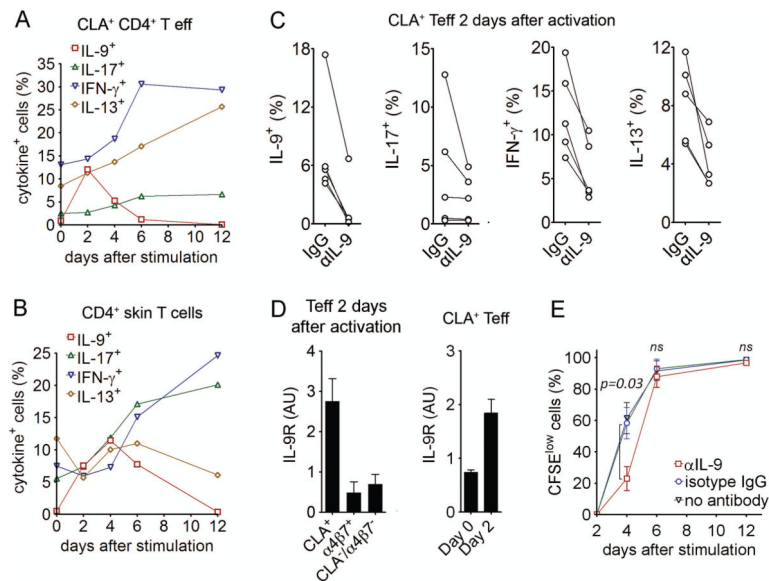 A
CLA⁺ CD4⁺ T eff
IL-9⁺
IL-17⁺
IFN-γ⁺
IL-13⁺
cytokine⁺ cells (%)
40
35
30
25
20
15
10
5
0
0 2 4 6 8 10 12
days after stimulation
B
CD4⁺ skin T cells
IL-9⁺
IL-17⁺
IFN-γ⁺
IL-13⁺
cytokine⁺ cells (%)
25
20
15
10
5
0
0 2 4 6 8 10 12
days after stimulation
C
CLA⁺ Teff 2 days after activation
IL-9⁺ (%)
18
12
6
0
IgG
αIL-9
IL-17⁺ (%)
15
10
5
0
IgG
αIL-9
IFN-γ⁺ (%)
20
15
10
5
0
IgG
αIL-9
IL-13⁺ (%)
12
8
4
0
IgG
αIL-9
D
Teff 2 days
after activation
IL-9R (AU)
4
3
2
1
0
CLA⁺
α4β7⁺
CLA⁻/α4β7⁻
CLA⁺ Teff
IL-9R (AU)
3
2
1
0
Day 0
Day 2
E
ns
ns
p=0.03
CFSE<sup>low</sup> cells (%)
100
80
60
40
20
0
αIL-9
isotype IgG
no antibody
2 4 6 8 10 12
days after stimulation